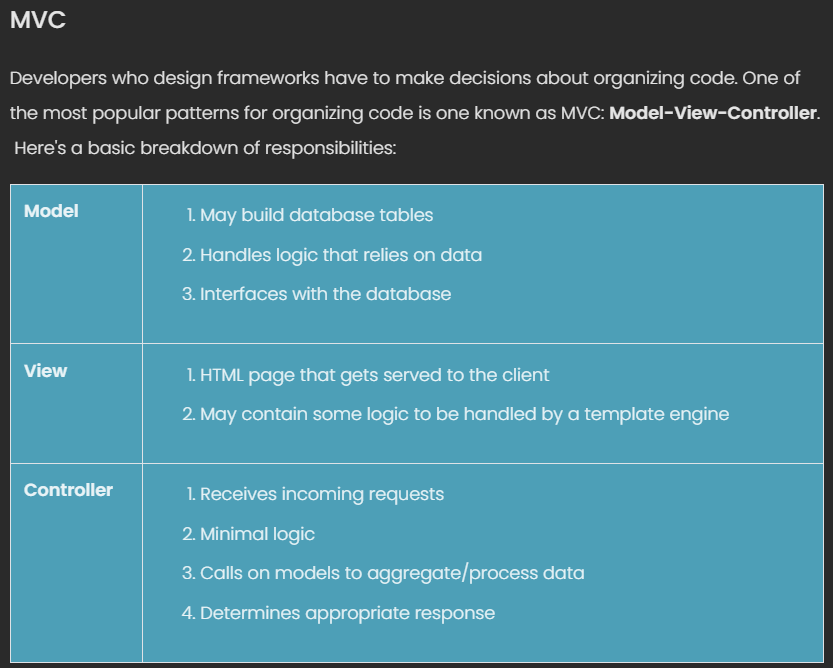 MVC
Developers who design frameworks have to make decisions about organizing code. One of
the most popular patterns for organizing code is one known as MVC: Model-View-Controller.
Here's a basic breakdown of responsibilities:
Model
1. May build database tables
2. Handles logic that relies on data
3. Interfaces with the database
View
1. HTML page that gets served to the client
2. May contain some logic to be handled by a template engine
Controller
1. Receives incoming requests
2. Minimal logic
3. Calls on models to aggregate/process data
4. Determines appropriate response